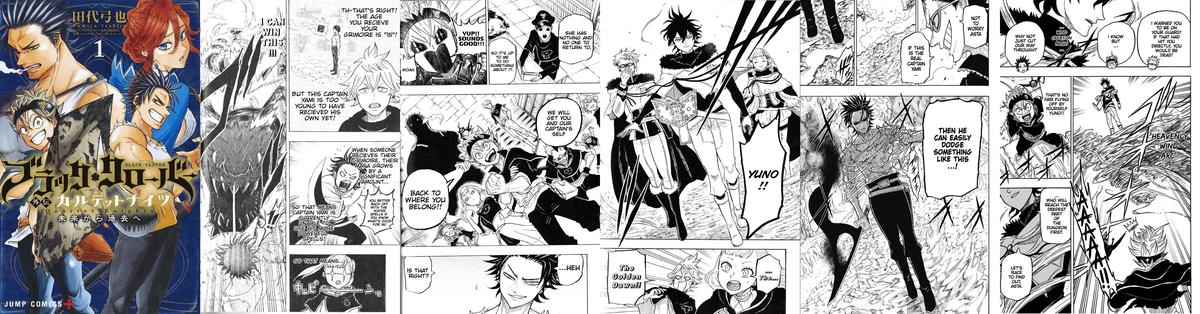 田代弓也
1
BLACK CLOVER
ブラック・クローバー
外伝
カルテットナイツ
未来から過去へ
JUMP COMICS+
I CAN
WIN
THIS
!!!
TH-THAT'S RIGHT!
THE AGE
YOU
RECIEVE
YOUR
GRIMOIRE IS "15"!
BUT THIS CAPTAIN
YAMI IS TOO
YOUNG TO HAVE
RECIEVED HIS
OWN YET!
WHEN SOMEONE
RECIEVES THEIR
GRIMOIRE, THEIR
MANA GROWS
BY A
SIGNIFICANT
AMOUNT...
SO THAT MEANS...
YUP!!
SOUNDS
GOOD!!!
SO IT'S UP
TO ME TO DO
SOMETHING
ABOUT IT.
SHE HAS
NOTHING AND
NO ONE TO
RETURN TO.
WE WILL
GET YOU
AND OUR
CAPTAIN'S
SELF
BACK TO
WHERE YOU
BELONG!!
IS THAT
RIGHT?
...HEH
YUNO
!!
The
Golden
Dawn!!
...The...
NOT
TO
WORRY
ASTA.
IF THIS
IS THE
REAL
CAPTAIN
YAMI
THEN HE
CAN EASILY
DODGE
SOMETHING
LIKE THIS
...!
WHY NOT
JUST CUT
OUR WAY
THROUGH?
I KNOW
BUT
I WARNED YOU
TO BE ON
YOUR GUARD!
IF THAT HAD
HIT YOU
DIRECTLY, YOU
WOULD'VE BE
DEAD!
THAT'S NO
FAIR FLYING
OFF BY
YOURSELF
YUNO!!
WHO WILL
REACH THE
DEEPEST
PART
OF THE
DUNGEON
FIRST.
LET'S
RACE TO
FIND OUT,
ASTA.